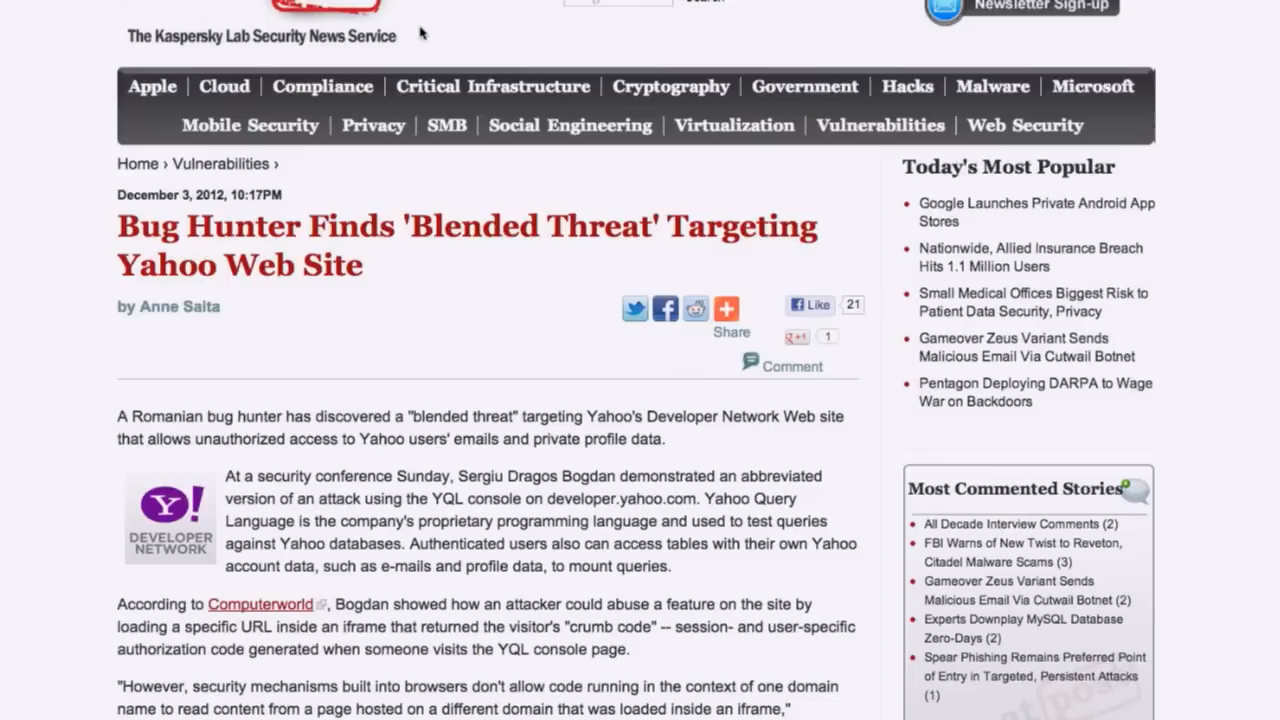 Newsletter Sign-up
The Kaspersky Lab Security News Service
Apple | Cloud | Compliance | Critical Infrastructure | Cryptography | Government | Hacks | Malware | Microsoft
Mobile Security | Privacy | SMB | Social Engineering | Virtualization | Vulnerabilities | Web Security
Home › Vulnerabilities ›
December 3, 2012, 10:17PM
Bug Hunter Finds 'Blended Threat' Targeting
Yahoo Web Site
by Anne Saita
Like 21
Share
+1 1
Comment
A Romanian bug hunter has discovered a "blended threat" targeting Yahoo's Developer Network Web site
that allows unauthorized access to Yahoo users' emails and private profile data.
Y!
DEVELOPER
NETWORK
At a security conference Sunday, Sergiu Dragos Bogdan demonstrated an abbreviated
version of an attack using the YQL console on developer.yahoo.com. Yahoo Query
Language is the company's proprietary programming language and used to test queries
against Yahoo databases. Authenticated users also can access tables with their own Yahoo
account data, such as e-mails and profile data, to mount queries.
According to Computerworld, Bogdan showed how an attacker could abuse a feature on the site by
loading a specific URL inside an iframe that returned the visitor's "crumb code" -- session- and user-specific
authorization code generated when someone visits the YQL console page.
"However, security mechanisms built into browsers don't allow code running in the context of one domain
name to read content from a page hosted on a different domain that was loaded inside an iframe,"
Today's Most Popular
Google Launches Private Android App
Stores
Nationwide, Allied Insurance Breach
Hits 1.1 Million Users
Small Medical Offices Biggest Risk to
Patient Data Security, Privacy
Gameover Zeus Variant Sends
Malicious Email Via Cutwail Botnet
Pentagon Deploying DARPA to Wage
War on Backdoors
Most Commented Stories
All Decade Interview Comments (2)
FBI Warns of New Twist to Reveton,
Citadel Malware Scams (3)
Gameover Zeus Variant Sends
Malicious Email Via Cutwail Botnet (2)
Experts Downplay MySQL Database
Zero-Days (2)
Spear Phishing Remains Preferred Point
of Entry in Targeted, Persistent Attacks
(1)